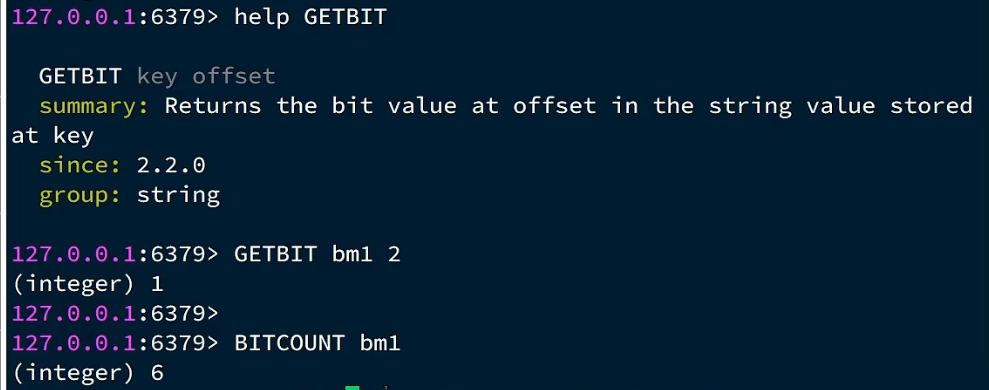 127.0.0.1:6379> help GETBIT
GETBIT key offset
summary: Returns the bit value at offset in the string value stored
at key
since: 2.2.0
group: string
127.0.0.1:6379> GETBIT bm1 2
(integer) 1
127.0.0.1:6379>
127.0.0.1:6379> BITCOUNT bm1
(integer) 6